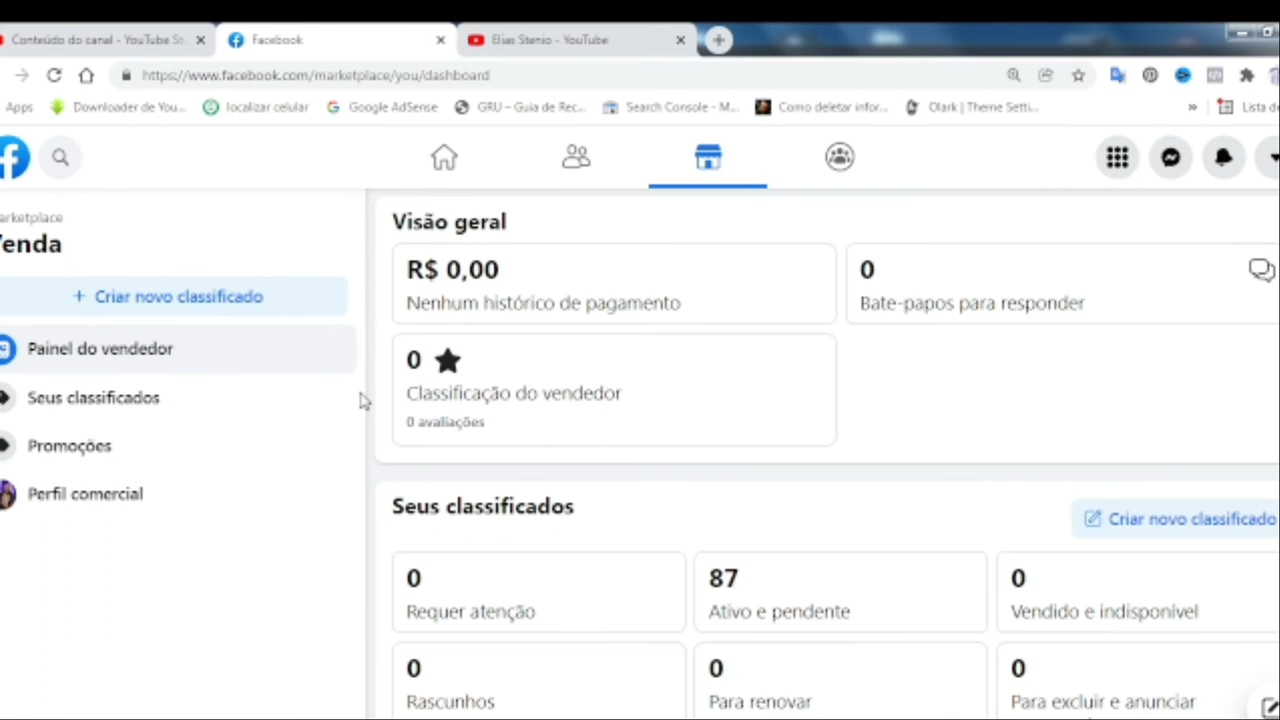 Conteúdo do canal - YouTube St
Facebook
Elias Stenio - YouTube
https://www.facebook.com/marketplace/you/dashboard
Apps
Downloader de You...
localizar celular
Google AdSense
GRU – Guia de Rec...
Search Console - M...
Como deletar infor...
Olark | Theme Setti...
»
Lista d
arketplace
Venda
+ Criar novo classificado
Painel do vendedor
Seus classificados
Promoções
Perfil comercial
Visão geral
R$ 0,00
Nenhum histórico de pagamento
0
Bate-papos para responder
0
Classificação do vendedor
0 avaliações
Seus classificados
Criar novo classificado
0
Requer atenção
87
Ativo e pendente
0
Vendido e indisponível
0
Rascunhos
0
Para renovar
0
Para excluir e anunciar